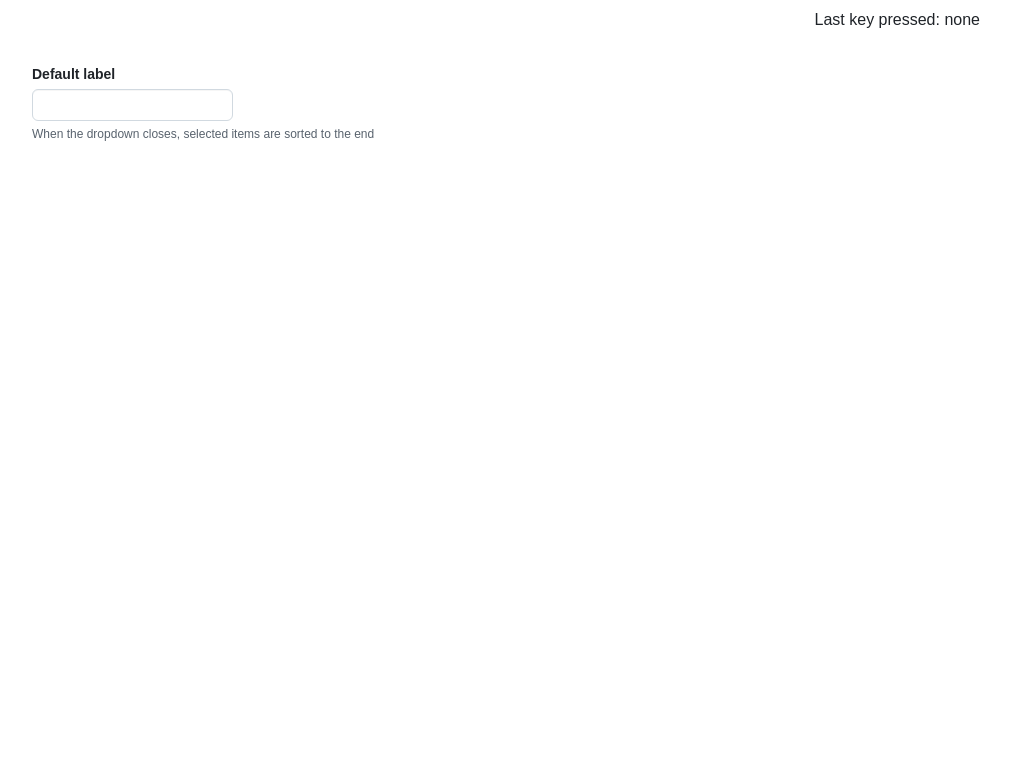 Last key pressed: none
Default label
When the dropdown closes, selected items are sorted to the end